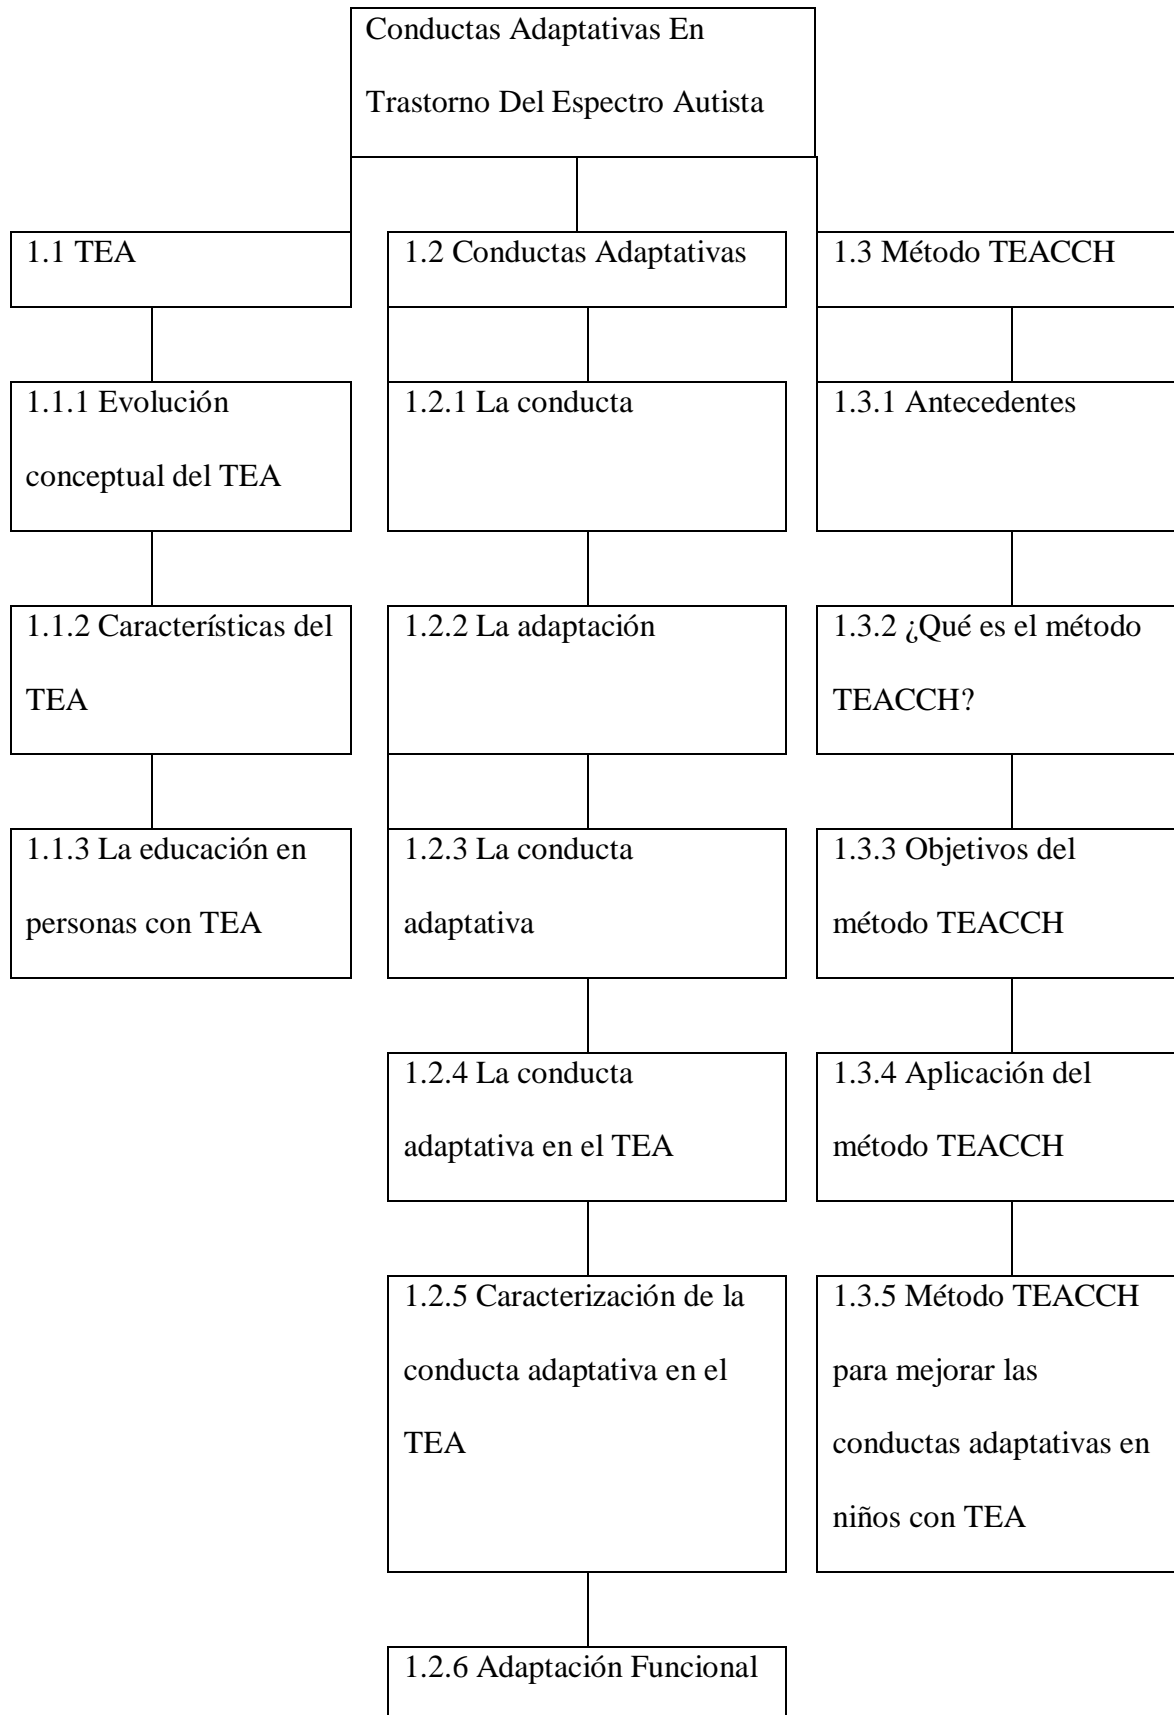 Conductas Adaptativas En
Trastorno Del Espectro Autista
1.1 TEA
1.2 Conductas Adaptativas
1.3 Método TEACCH
1.1.1 Evolución
conceptual del TEA
1.2.1 La conducta
1.3.1 Antecedentes
1.1.2 Características del
TEA
1.2.2 La adaptación
1.3.2 ¿Qué es el método
TEACCH?
1.1.3 La educación en
personas con TEA
1.2.3 La conducta
adaptativa
1.3.3 Objetivos del
método TEACCH
1.2.4 La conducta
adaptativa en el TEA
1.3.4 Aplicación del
método TEACCH
1.2.5 Caracterización de la
conducta adaptativa en el
TEA
1.3.5 Método TEACCH
para mejorar las
conductas adaptativas en
niños con TEA
1.2.6 Adaptación Funcional